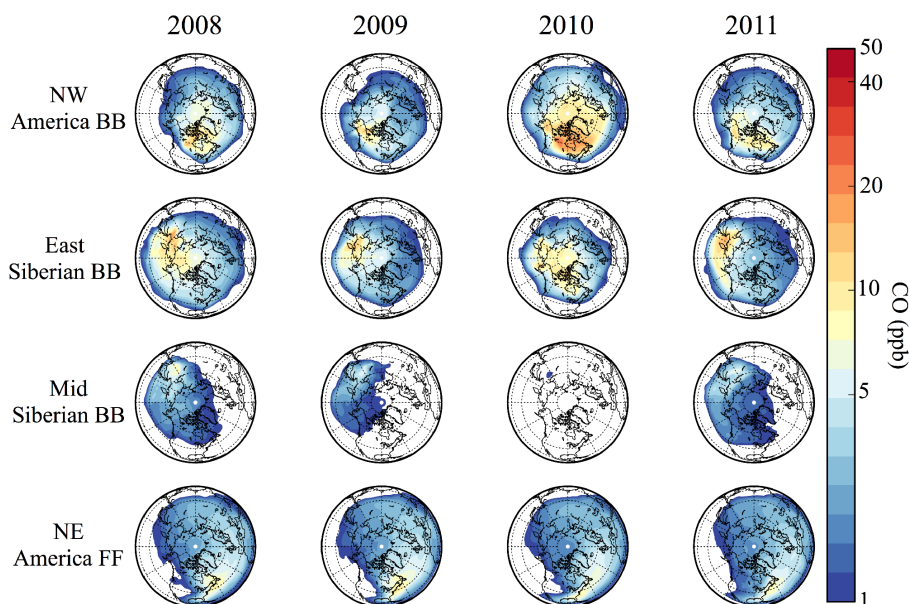 2008 2009 2010 2011
NW
America BB
East
Siberian BB
Mid
Siberian BB
NE
America FF
50
40
20
10
5
1
CO (ppb)